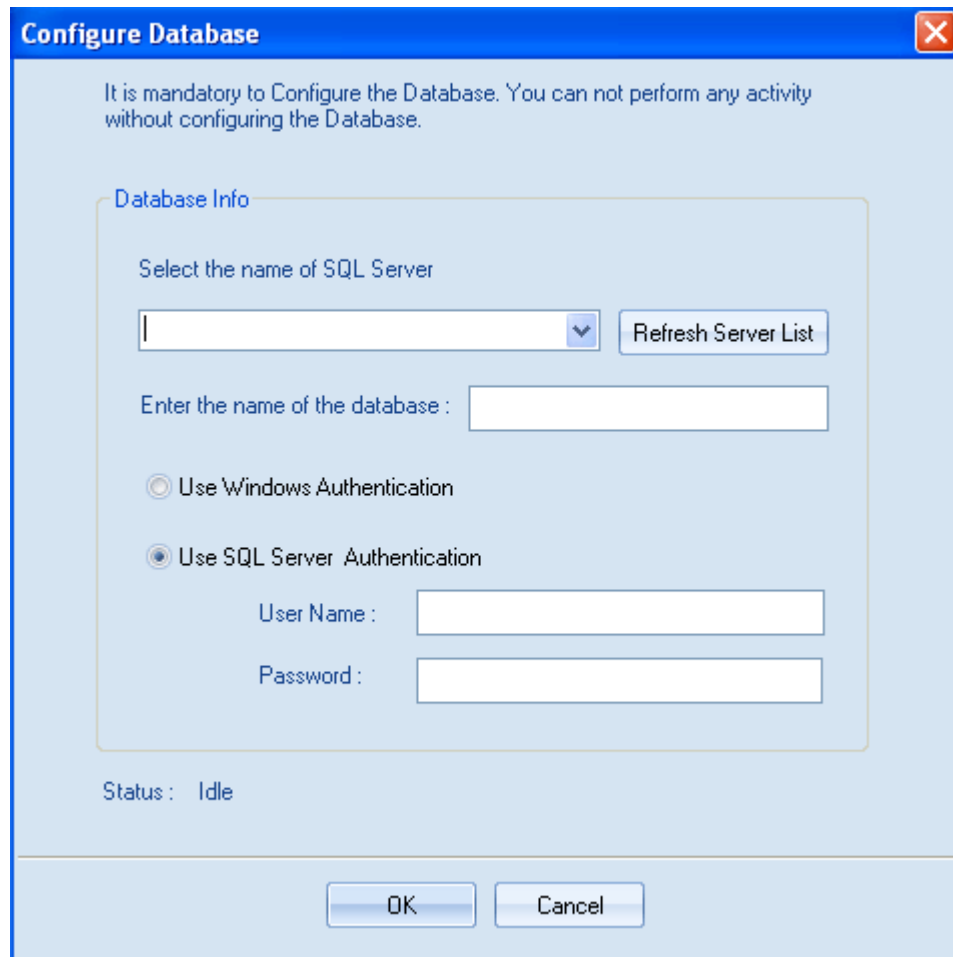 Configure Database
It is mandatory to Configure the Database. You can not perform any activity
without configuring the Database.
Database Info
Select the name of SQL Server
Refresh Server List
Enter the name of the database :
Use Windows Authentication
Use SQL Server Authentication
User Name :
Password :
Status : Idle
OK Cancel